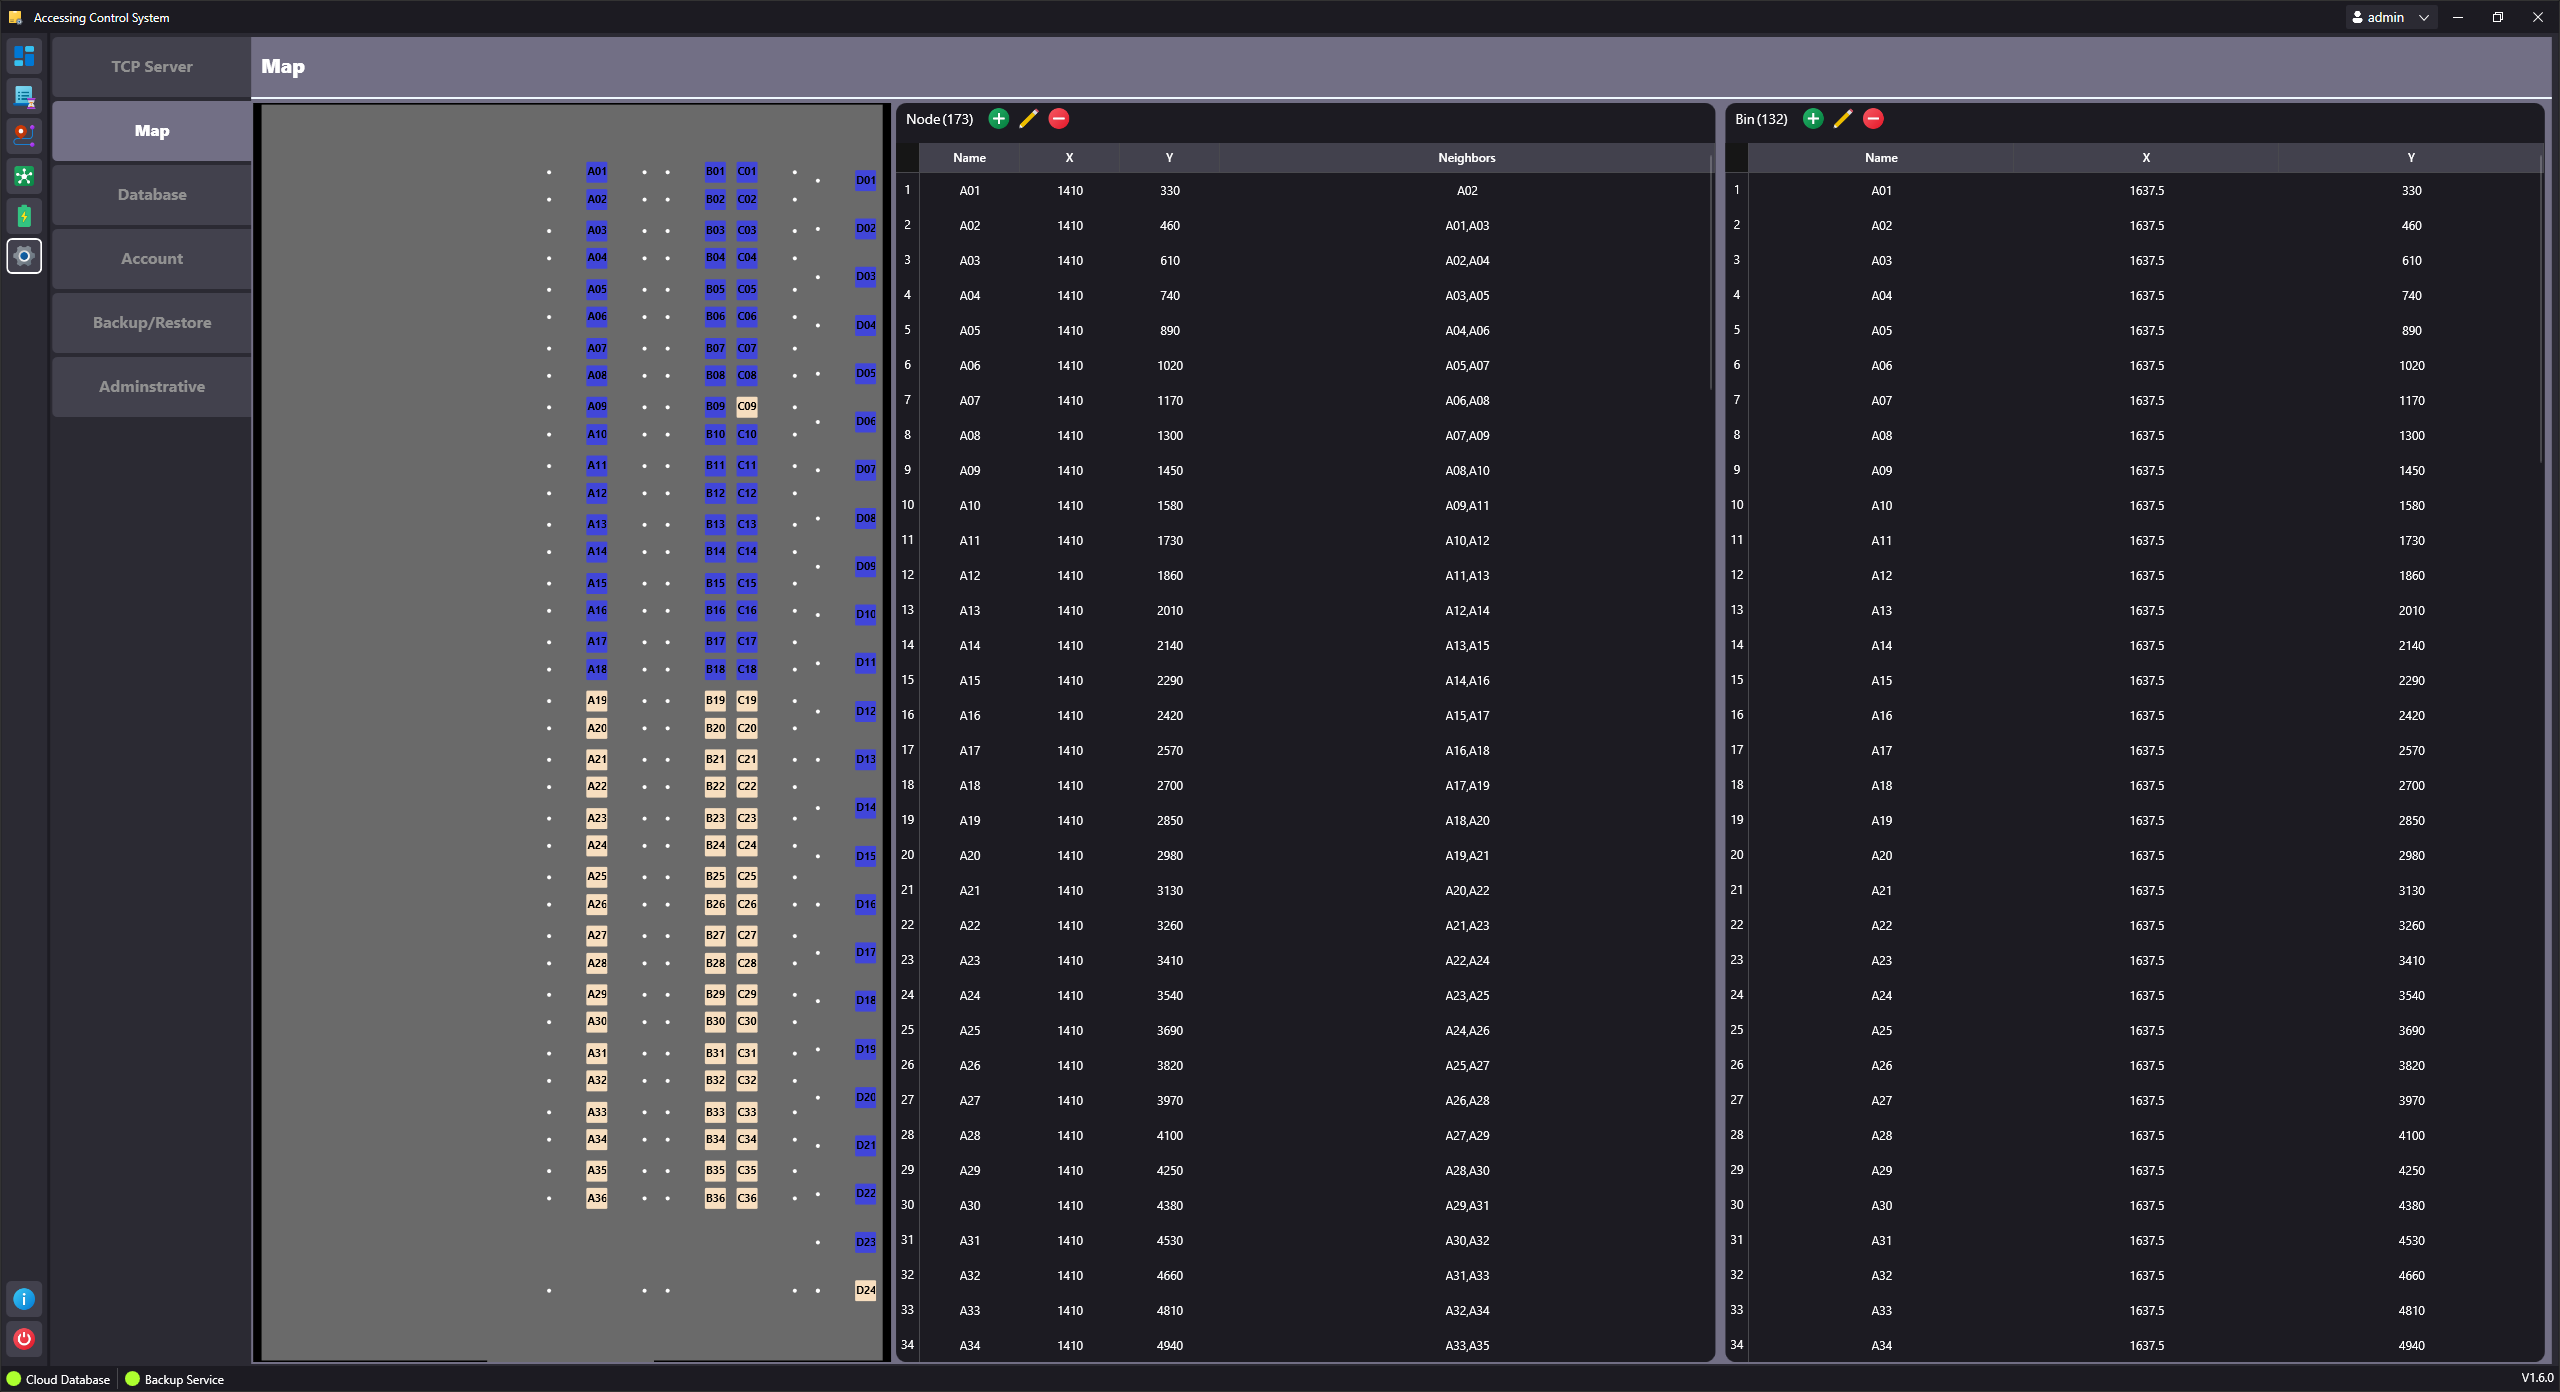 Accessing Control System
admin
TCP Server
Map
Database
Account
Backup/Restore
Adminstrative
Map
A01 B01 C01 D01
A02 B02 C02
A03 B03 C03 D02
A04 B04 C04 D03
A05 B05 C05
A06 B06 C06 D04
A07 B07 C07
A08 B08 C08 D05
A09 B09 C09 D06
A10 B10 C10
A11 B11 C11 D07
A12 B12 C12
A13 B13 C13 D08
A14 B14 C14 D09
A15 B15 C15
A16 B16 C16 D10
A17 B17 C17
A18 B18 C18 D11
A19 B19 C19 D12
A20 B20 C20
A21 B21 C21 D13
A22 B22 C22 D14
A23 B23 C23
A24 B24 C24 D15
A25 B25 C25
A26 B26 C26 D16
A27 B27 C27 D17
A28 B28 C28
A29 B29 C29 D18
A30 B30 C30
A31 B31 C31 D19
A32 B32 C32 D20
A33 B33 C33
A34 B34 C34 D21
A35 B35 C35 D22
A36 B36 C36
D23
D24
Node(173)
Name X Y Neighbors
1 A01 1410 330 A02
2 A02 1410 460 A01,A03
3 A03 1410 610 A02,A04
4 A04 1410 740 A03,A05
5 A05 1410 890 A04,A06
6 A06 1410 1020 A05,A07
7 A07 1410 1170 A06,A08
8 A08 1410 1300 A07,A09
9 A09 1410 1450 A08,A10
10 A10 1410 1580 A09,A11
11 A11 1410 1730 A10,A12
12 A12 1410 1860 A11,A13
13 A13 1410 2010 A12,A14
14 A14 1410 2140 A13,A15
15 A15 1410 2290 A14,A16
16 A16 1410 2420 A15,A17
17 A17 1410 2570 A16,A18
18 A18 1410 2700 A17,A19
19 A19 1410 2850 A18,A20
20 A20 1410 2980 A19,A21
21 A21 1410 3130 A20,A22
22 A22 1410 3260 A21,A23
23 A23 1410 3410 A22,A24
24 A24 1410 3540 A23,A25
25 A25 1410 3690 A24,A26
26 A26 1410 3820 A25,A27
27 A27 1410 3970 A26,A28
28 A28 1410 4100 A27,A29
29 A29 1410 4250 A28,A30
30 A30 1410 4380 A29,A31
31 A31 1410 4530 A30,A32
32 A32 1410 4660 A31,A33
33 A33 1410 4810 A32,A34
34 A34 1410 4940 A33,A35
Bin(132)
Name X Y
1 A01 1637.5 330
2 A02 1637.5 460
3 A03 1637.5 610
4 A04 1637.5 740
5 A05 1637.5 890
6 A06 1637.5 1020
7 A07 1637.5 1170
8 A08 1637.5 1300
9 A09 1637.5 1450
10 A10 1637.5 1580
11 A11 1637.5 1730
12 A12 1637.5 1860
13 A13 1637.5 2010
14 A14 1637.5 2140
15 A15 1637.5 2290
16 A16 1637.5 2420
17 A17 1637.5 2570
18 A18 1637.5 2700
19 A19 1637.5 2850
20 A20 1637.5 2980
21 A21 1637.5 3130
22 A22 1637.5 3260
23 A23 1637.5 3410
24 A24 1637.5 3540
25 A25 1637.5 3690
26 A26 1637.5 3820
27 A27 1637.5 3970
28 A28 1637.5 4100
29 A29 1637.5 4250
30 A30 1637.5 4380
31 A31 1637.5 4530
32 A32 1637.5 4660
33 A33 1637.5 4810
34 A34 1637.5 4940
Cloud Database
Backup Service
V1.6.0